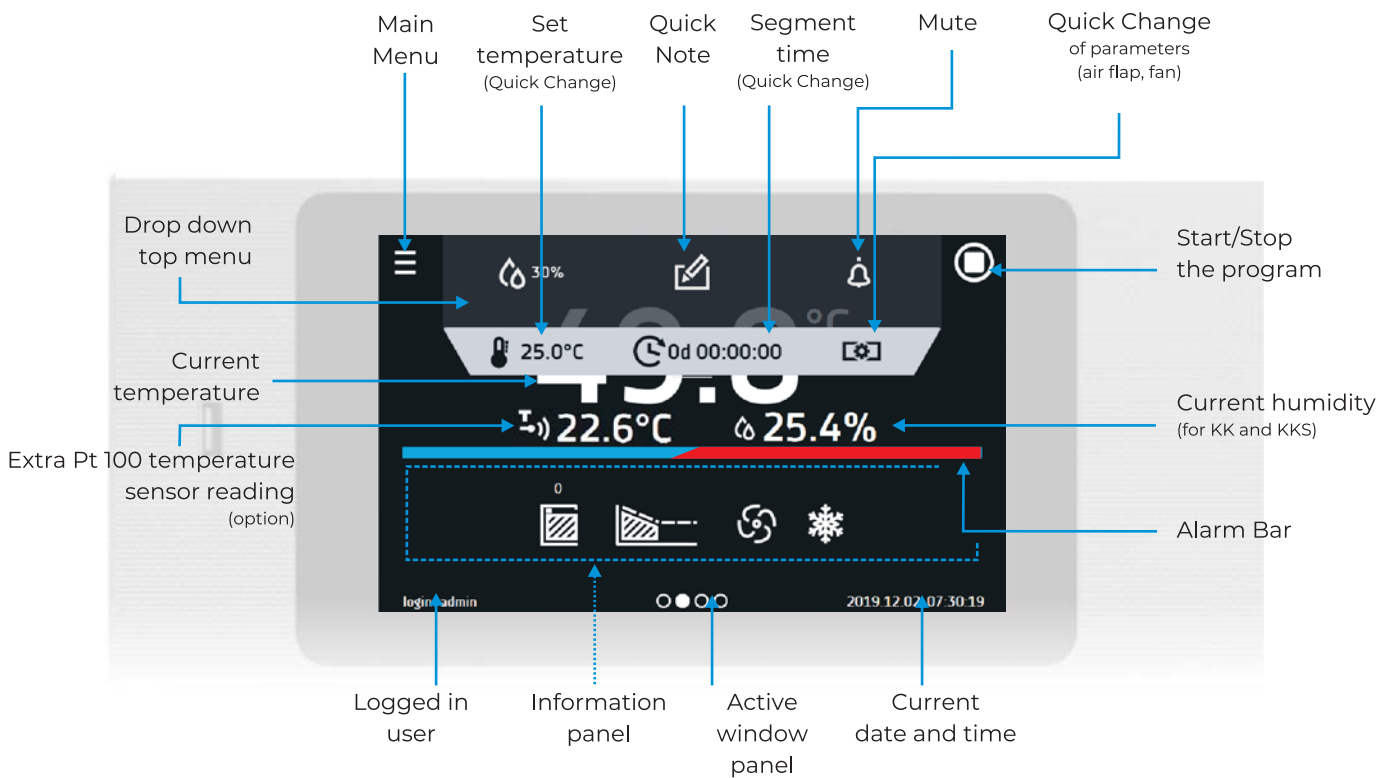 Main
Menu
Set
temperature
(Quick Change)
Quick
Note
Segment
time
(Quick Change)
Mute
Quick Change
of parameters
(air flap, fan)
Drop down
top menu
Start/Stop
the program
30%
25.0°C
0d 00:00:00
Current
temperature
22.6°C
25.4%
Current humidity
(for KK and KKS)
Extra Pt 100 temperature
sensor reading
(option)
0
Alarm Bar
2019.12.02 07:30:19
Logged in
user
Information
panel
Active
window
panel
Current
date and time